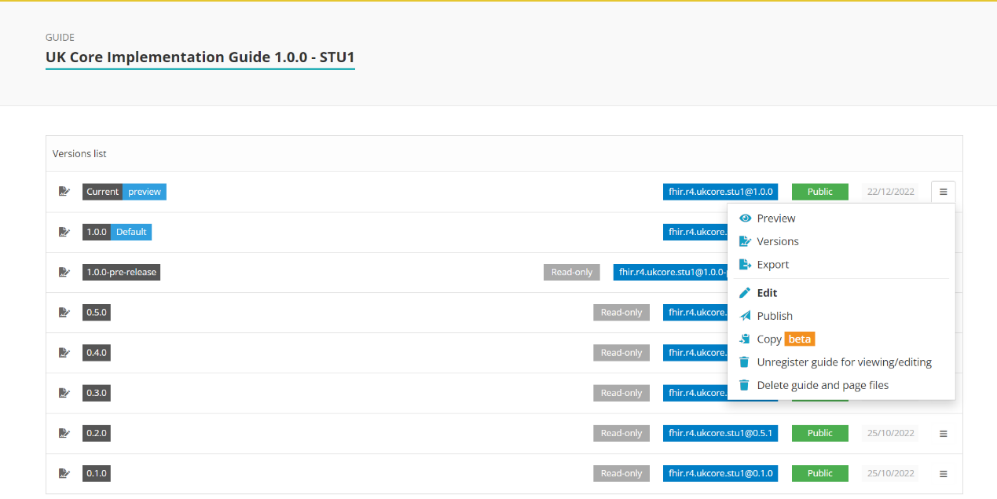 GUIDE
UK Core Implementation Guide 1.0.0 - STU1
Versions list
Current preview fhir.r4.ukcore.stu1@1.0.0 Public 22/12/2022
Preview
1.0.0 Default fhir.r4.ukcore.
Versions
Export
1.0.0-pre-release Read-only fhir.r4.ukcore.stu1@1.0.0-
Edit
0.5.0 Read-only fhir.r4.ukcore.
Publish
Copy beta
0.4.0 Read-only fhir.r4.ukcore.
Unregister guide for viewing/editing
Delete guide and page files
0.3.0 Read-only fhir.r4.ukcore.
0.2.0 Read-only fhir.r4.ukcore.stu1@0.5.1 Public 25/10/2022
0.1.0 Read-only fhir.r4.ukcore.stu1@0.1.0 Public 25/10/2022